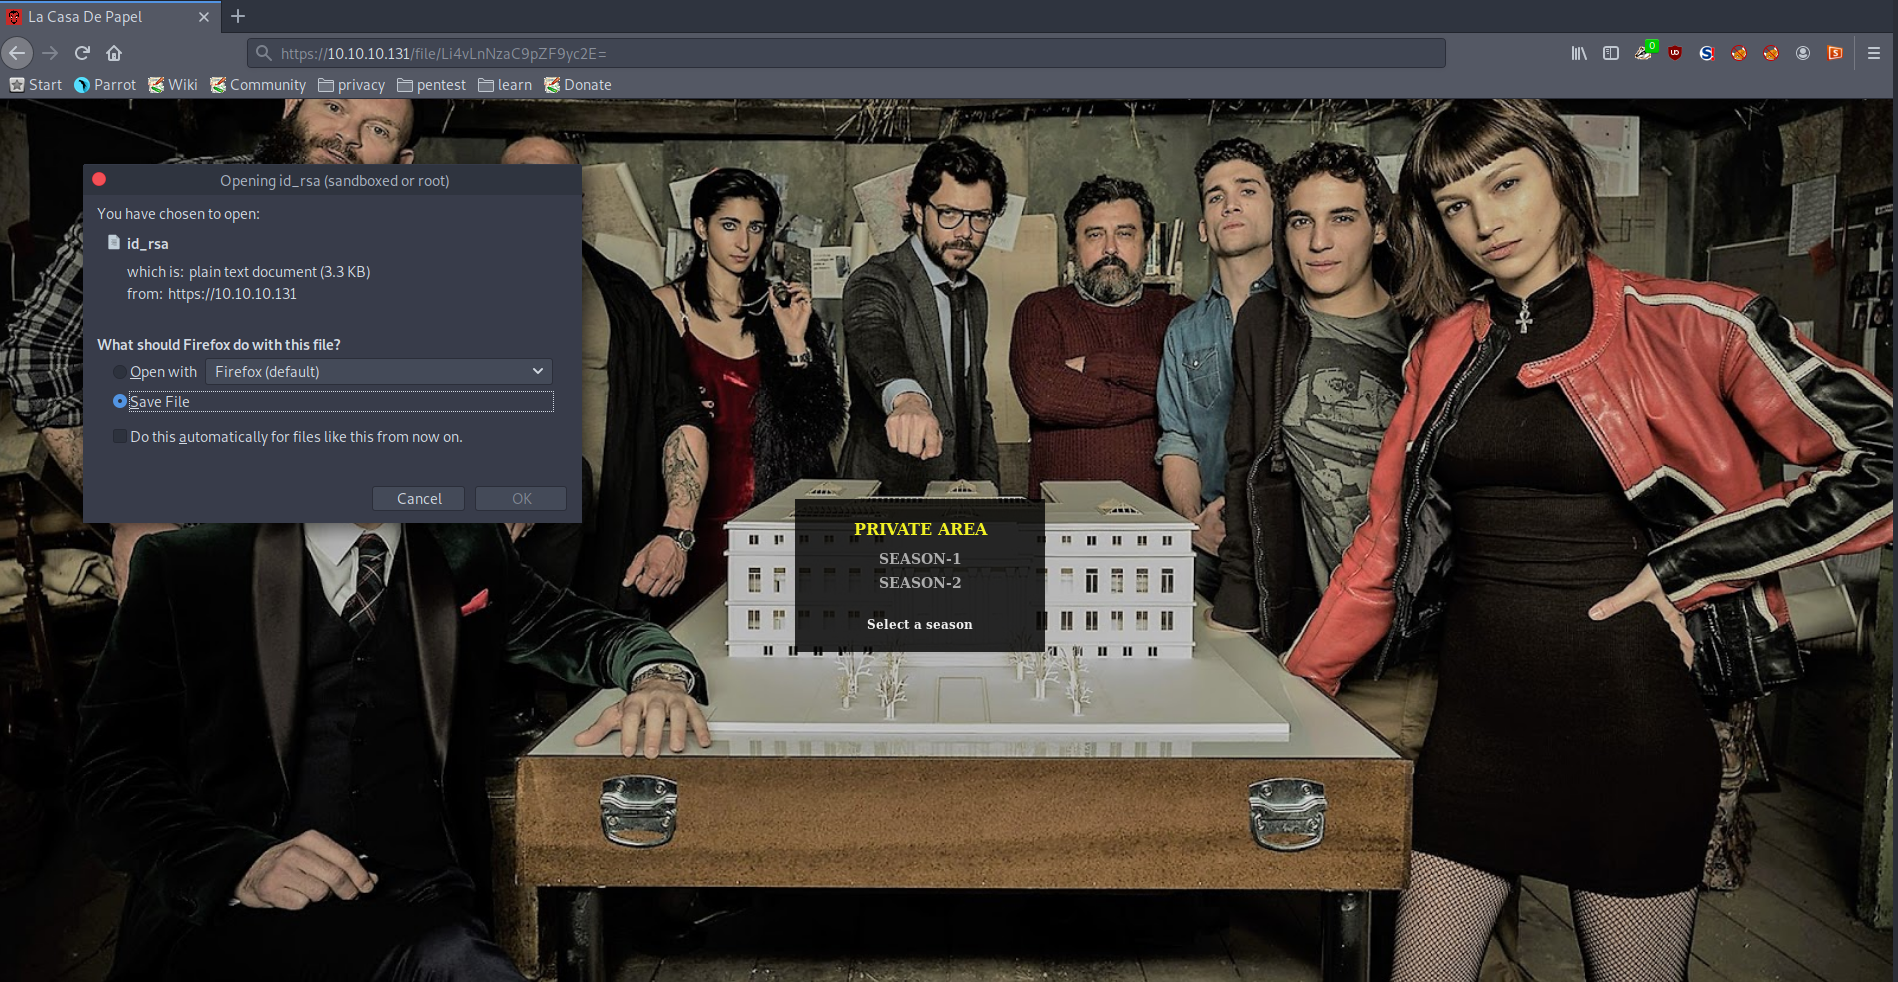 La Casa De Papel
https://10.10.10.131/file/Li4vLnNzaC9pZF9yc2E=
0
Start Parrot Wiki Community privacy pentest learn Donate
Opening id_rsa (sandboxed or root)
You have chosen to open:
id_rsa
which is: plain text document (3.3 KB)
from: https://10.10.10.131
What should Firefox do with this file?
Open with Firefox (default)
Save File
Do this automatically for files like this from now on.
Cancel OK
PRIVATE AREA
SEASON-1
SEASON-2
Select a season